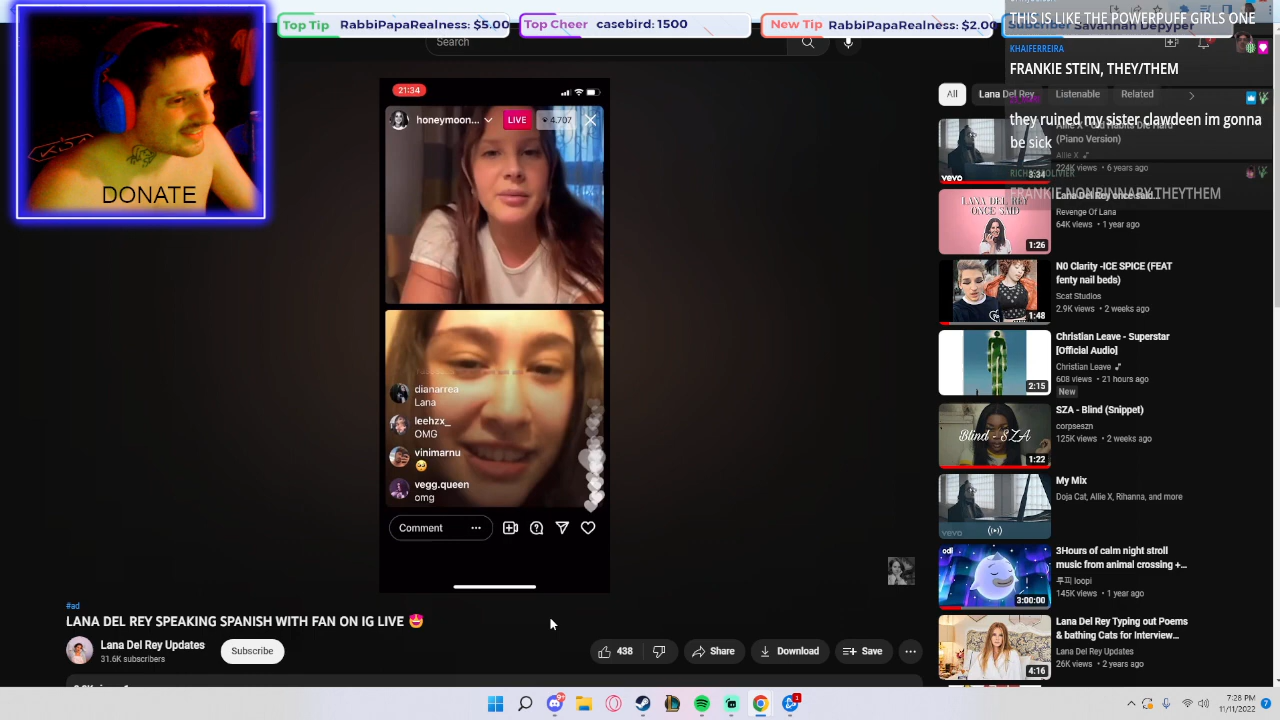 Top Tip RabbiPapaRealness: $5.00
Top Cheer casebird: 1500
New Tip RabbiPapaRealness: $2.00
Savannah Depyper
THIS IS LIKE THE POWERPUFF GIRLS ONE
KHAIFERREIRA
FRANKIE STEIN, THEY/THEM
they ruined my sister clawdeen im gonna
be sick
FRANKIE NONBINNARY THEYTHEM
DONATE
Search
21:34
honeymoon...
LIVE
4.707
dianarrea
Lana
leehzx_
OMG
vinimarnu
🥺
vegg.queen
omg
Comment
#ad
LANA DEL REY SPEAKING SPANISH WITH FAN ON IG LIVE 🤩
Lana Del Rey Updates
31.6K subscribers
Subscribe
438
Share
Download
Save
All
Lana Del Rey
Listenable
Related
(Piano Version)
Allie X
224K views • 6 years ago
vevo
3:34
Lana Del Rey once said...
Revenge Of Lana
64K views • 1 year ago
LANA DEL REY
ONCE SAID
1:26
N0 Clarity -ICE SPICE (FEAT
fenty nail beds)
Scat Studios
2.9K views • 2 weeks ago
1:48
Christian Leave - Superstar
[Official Audio]
Christian Leave
608 views • 21 hours ago
New
2:15
SZA - Blind (Snippet)
corpseszn
125K views • 2 weeks ago
Blind - SZA
1:22
My Mix
Doja Cat, Allie X, Rihanna, and more
vevo
3Hours of calm night stroll
music from animal crossing +...
루피 loopi
145K views • 1 year ago
odl
3:00:00
Lana Del Rey Typing out Poems
& bathing Cats for Interview...
Lana Del Rey Updates
26K views • 2 years ago
4:16
7:28 PM
11/11/2022